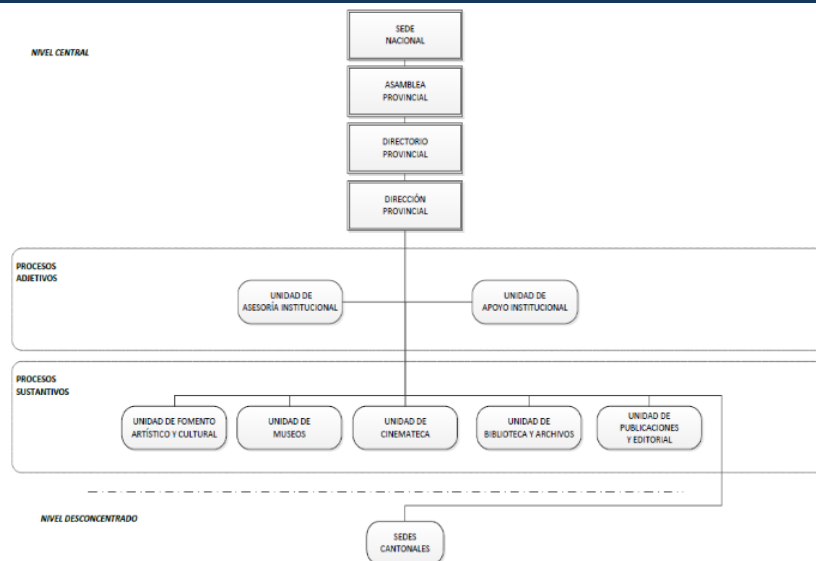 SEDE
NACIONAL
NIVEL CENTRAL
ASAMBLEA
PROVINCIAL
DIRECTORIO
PROVINCIAL
DIRECCIÓN
PROVINCIAL
PROCESOS
ADJETIVOS
UNIDAD DE
ASESORÍA INSTITUCIONAL
UNIDAD DE
APOYO INSTITUCIONAL
PROCESOS
SUSTANTIVOS
UNIDAD DE FOMENTO
ARTÍSTICO Y CULTURAL
UNIDAD DE
MUSEOS
UNIDAD DE
CINEMATECA
UNIDAD DE
BIBLIOTECA Y ARCHIVOS
UNIDAD DE
PUBLICACIONES
Y EDITORIAL
NIVEL DESCONCENTRADO
SEDES
CANTONALES